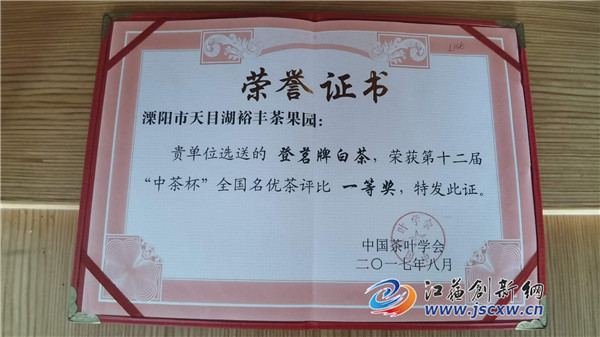 荣誉证书
溧阳市天目湖裕丰茶果园：
贵单位选送的 登茗牌白茶，荣获第十二届
“中茶杯”全国名优茶评比 一等奖，特发此证。
中国茶叶学会
二〇一七年八月
江苏创新网
www.jscxw.cn